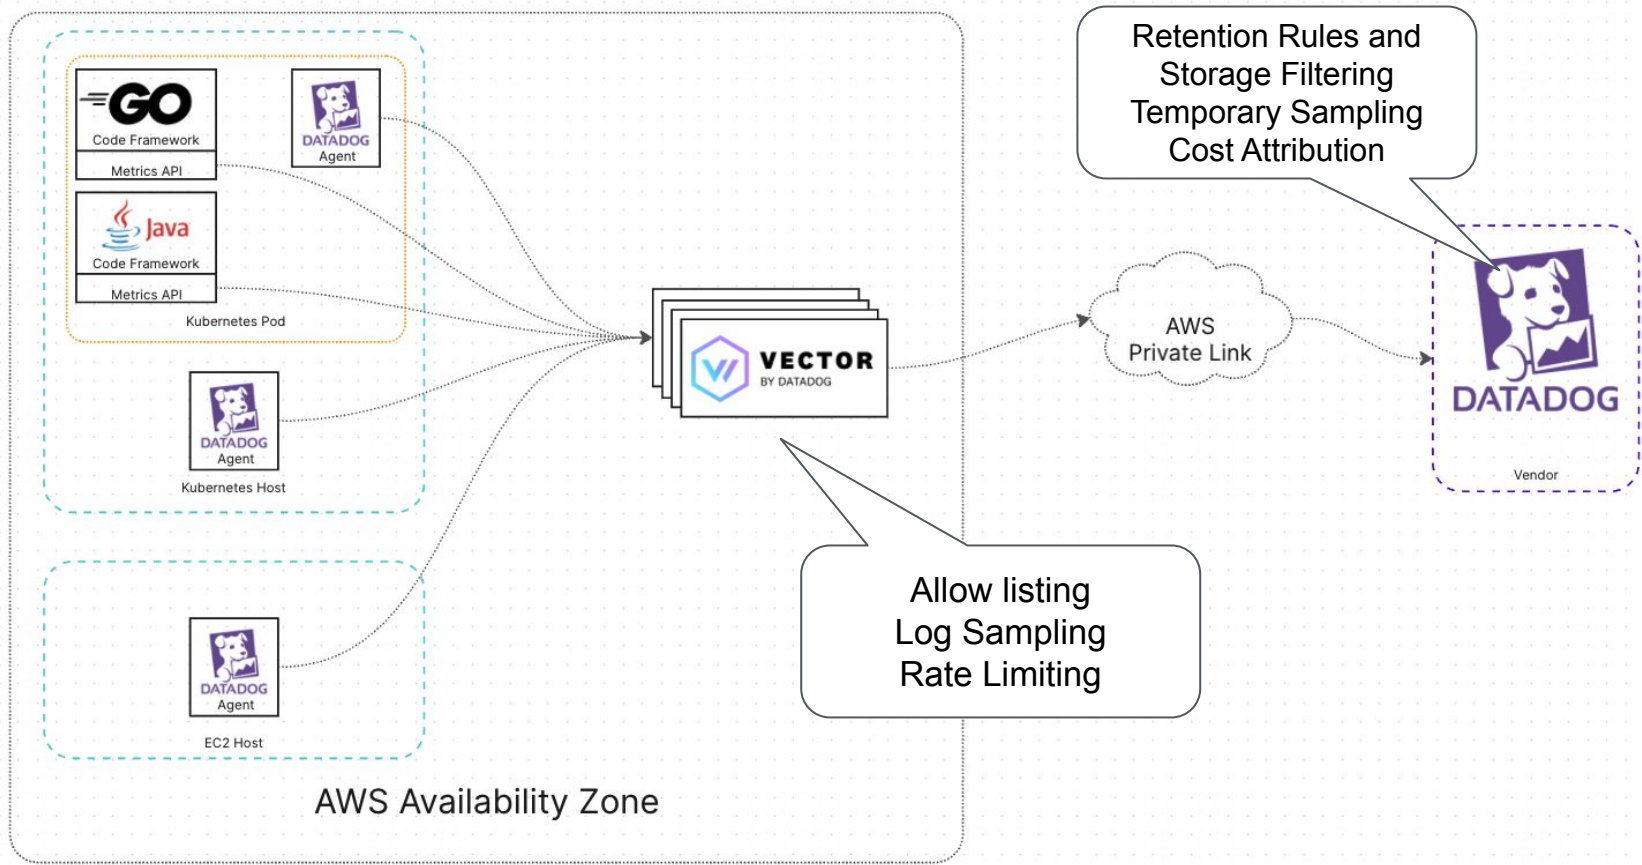 GO
Code Framework
Metrics API
DATADOG
Agent
Java
Code Framework
Metrics API
Kubernetes Pod
DATADOG
Agent
Kubernetes Host
DATADOG
Agent
EC2 Host
AWS Availability Zone
VECTOR
BY DATADOG
Allow listing
Log Sampling
Rate Limiting
AWS
Private Link
Retention Rules and
Storage Filtering
Temporary Sampling
Cost Attribution
DATADOG
Vendor